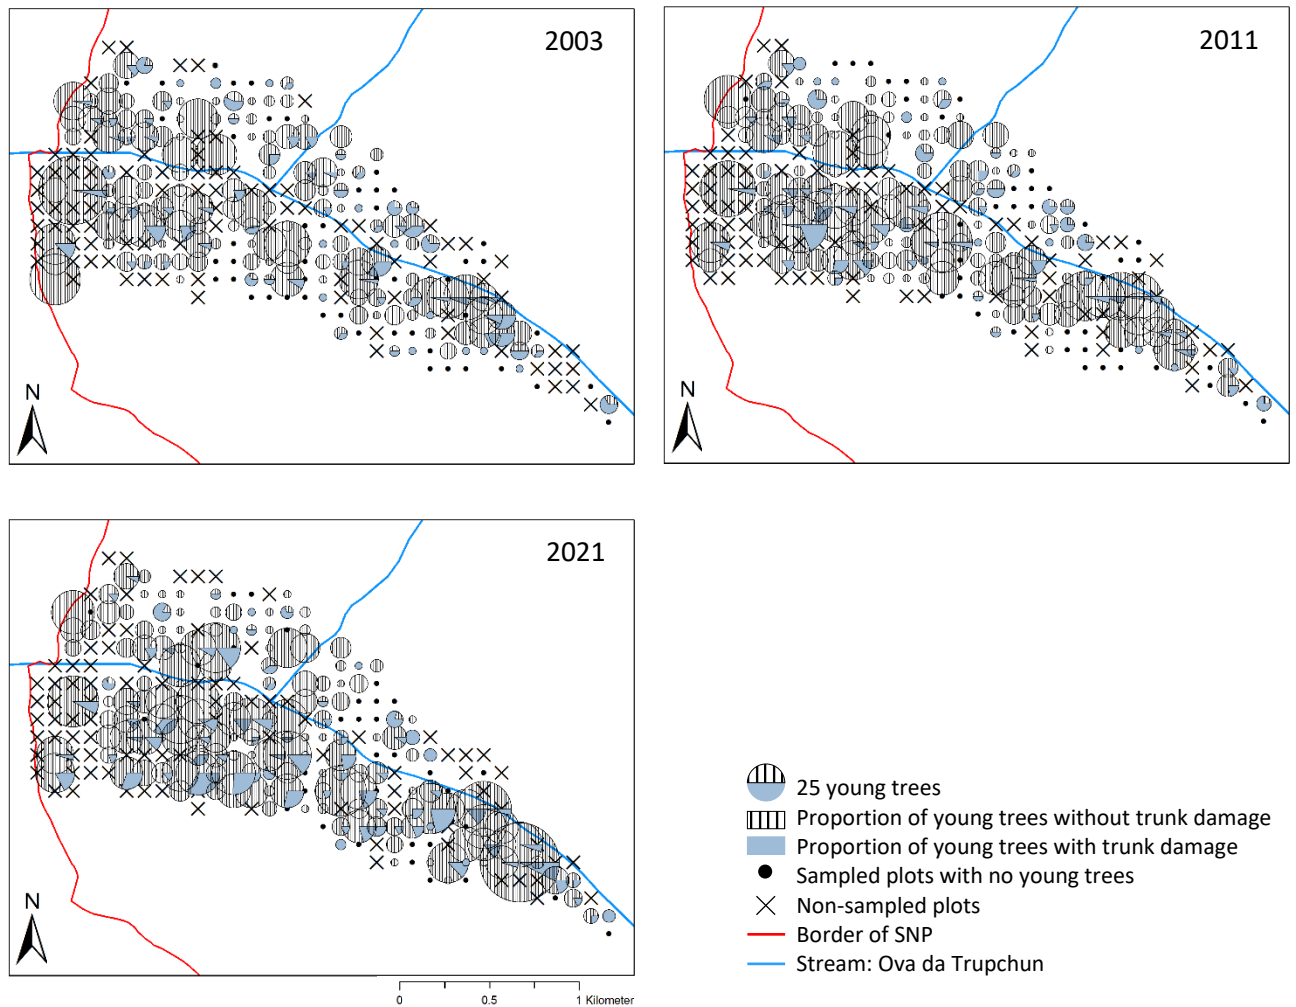 2003
N
2011
N
2021
N
0 0.5 1 Kilometer
25 young trees
Proportion of young trees without trunk damage
Proportion of young trees with trunk damage
Sampled plots with no young trees
Non-sampled plots
Border of SNP
Stream: Ova da Trupchun